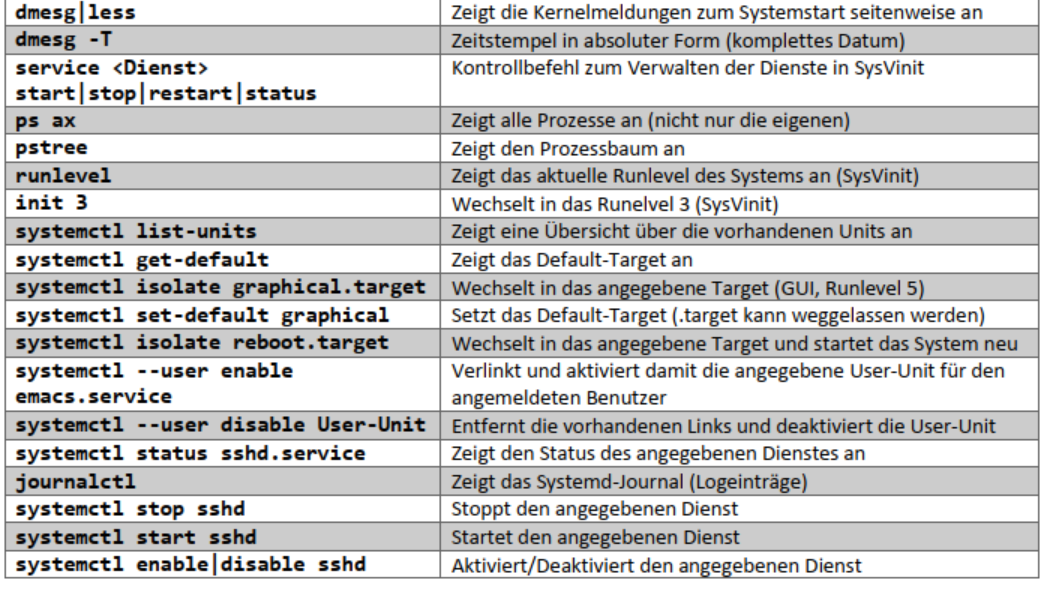 dmesg|less Zeigt die Kernelmeldungen zum Systemstart seitenweise an
dmesg -T Zeitstempel in absoluter Form (komplettes Datum)
service <Dienst> Kontrollbefehl zum Verwalten der Dienste in SysVinit
start|stop|restart|status
ps ax Zeigt alle Prozesse an (nicht nur die eigenen)
pstree Zeigt den Prozessbaum an
runlevel Zeigt das aktuelle Runlevel des Systems an (SysVinit)
init 3 Wechselt in das Runelvel 3 (SysVinit)
systemctl list-units Zeigt eine Übersicht über die vorhandenen Units an
systemctl get-default Zeigt das Default-Target an
systemctl isolate graphical.target Wechselt in das angegebene Target (GUI, Runlevel 5)
systemctl set-default graphical Setzt das Default-Target (.target kann weggelassen werden)
systemctl isolate reboot.target Wechselt in das angegebene Target und startet das System neu
systemctl --user enable Verlinkt und aktiviert damit die angegebene User-Unit für den
emacs.service angemeldeten Benutzer
systemctl --user disable User-Unit Entfernt die vorhandenen Links und deaktiviert die User-Unit
systemctl status sshd.service Zeigt den Status des angegebenen Dienstes an
journalctl Zeigt das Systemd-Journal (Logeinträge)
systemctl stop sshd Stoppt den angegebenen Dienst
systemctl start sshd Startet den angegebenen Dienst
systemctl enable|disable sshd Aktiviert/Deaktiviert den angegebenen Dienst